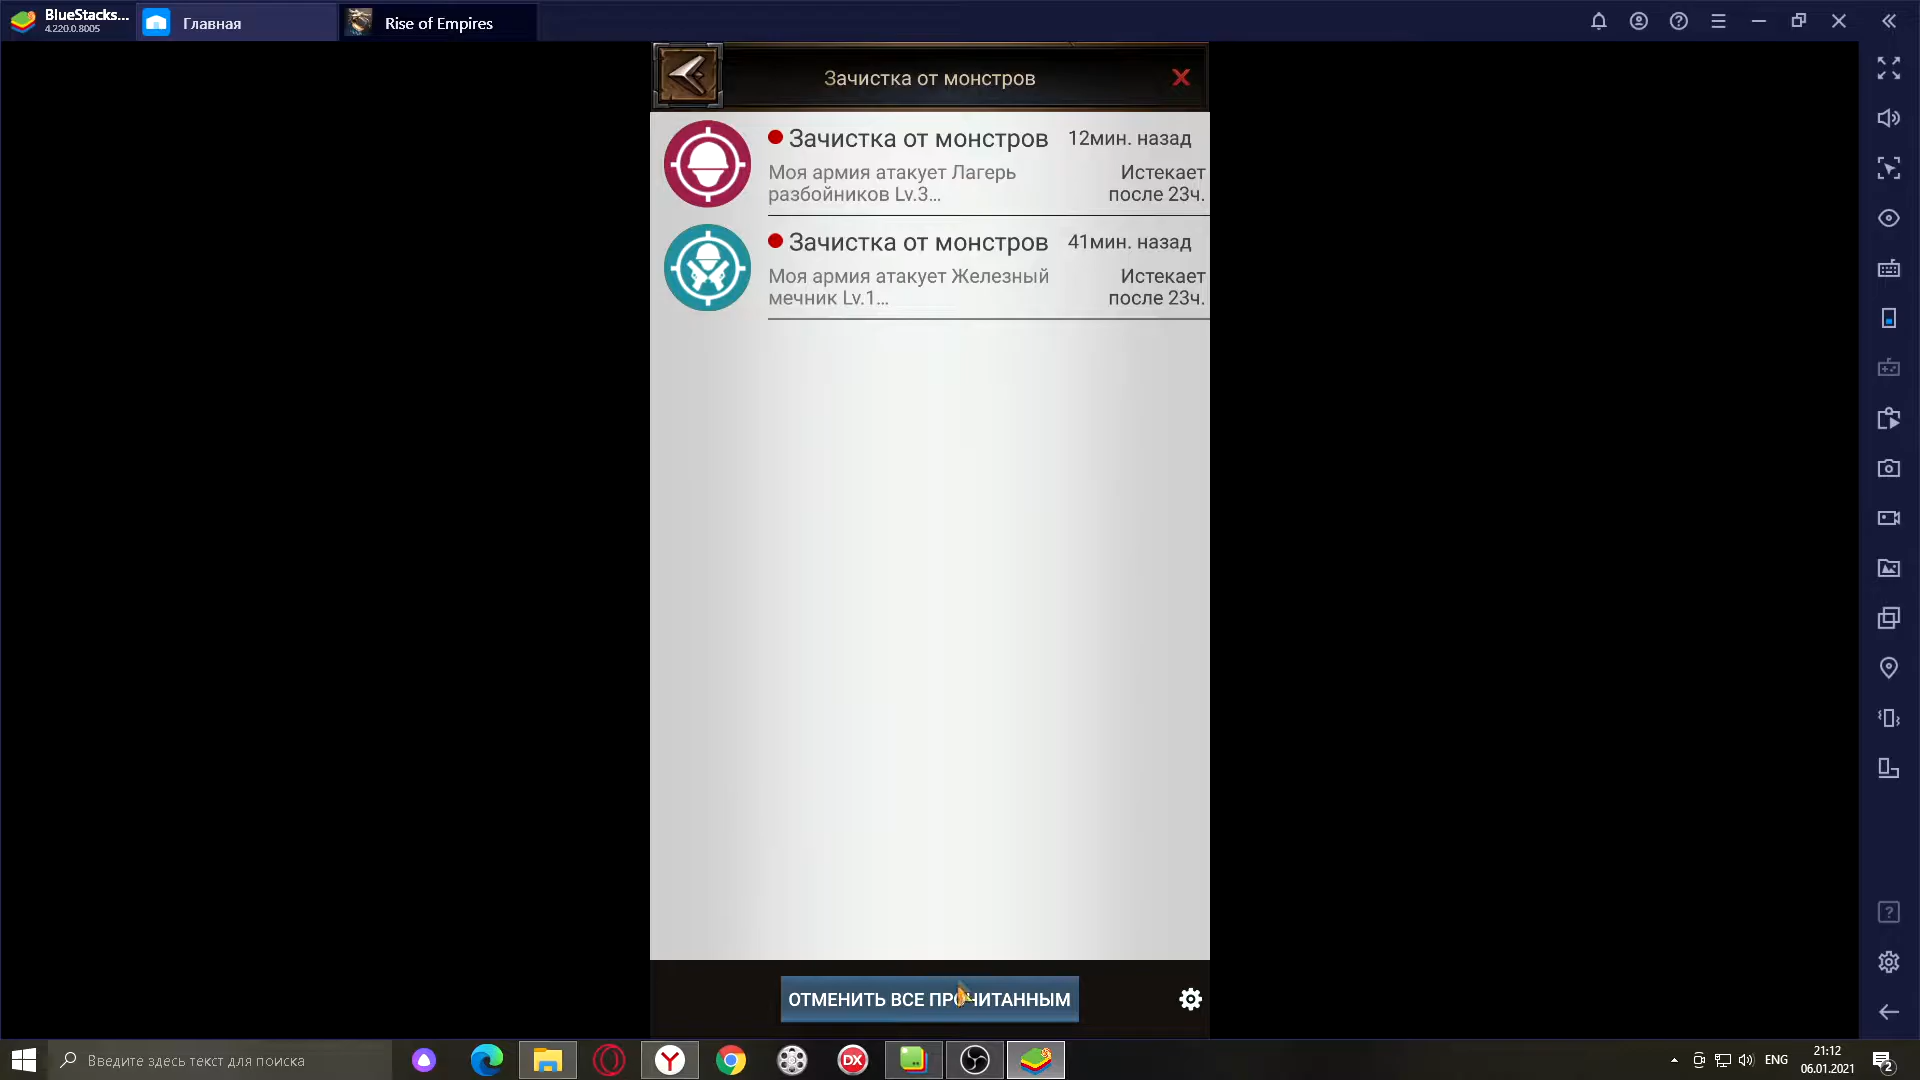 BlueStacks...
4.220.0.8005
Главная
Rise of Empires
Зачистка от монстров
Зачистка от монстров
12мин. назад
Моя армия атакует Лагерь
разбойников Lv.3...
Истекает
после 23ч.
Зачистка от монстров
41мин. назад
Моя армия атакует Железный
мечник Lv.1...
Истекает
после 23ч.
ОТМЕНИТЬ ВСЕ ПРОЧИТАННЫМ
Введите здесь текст для поиска
Y
DX
ENG
21:12
06.01.2021
2